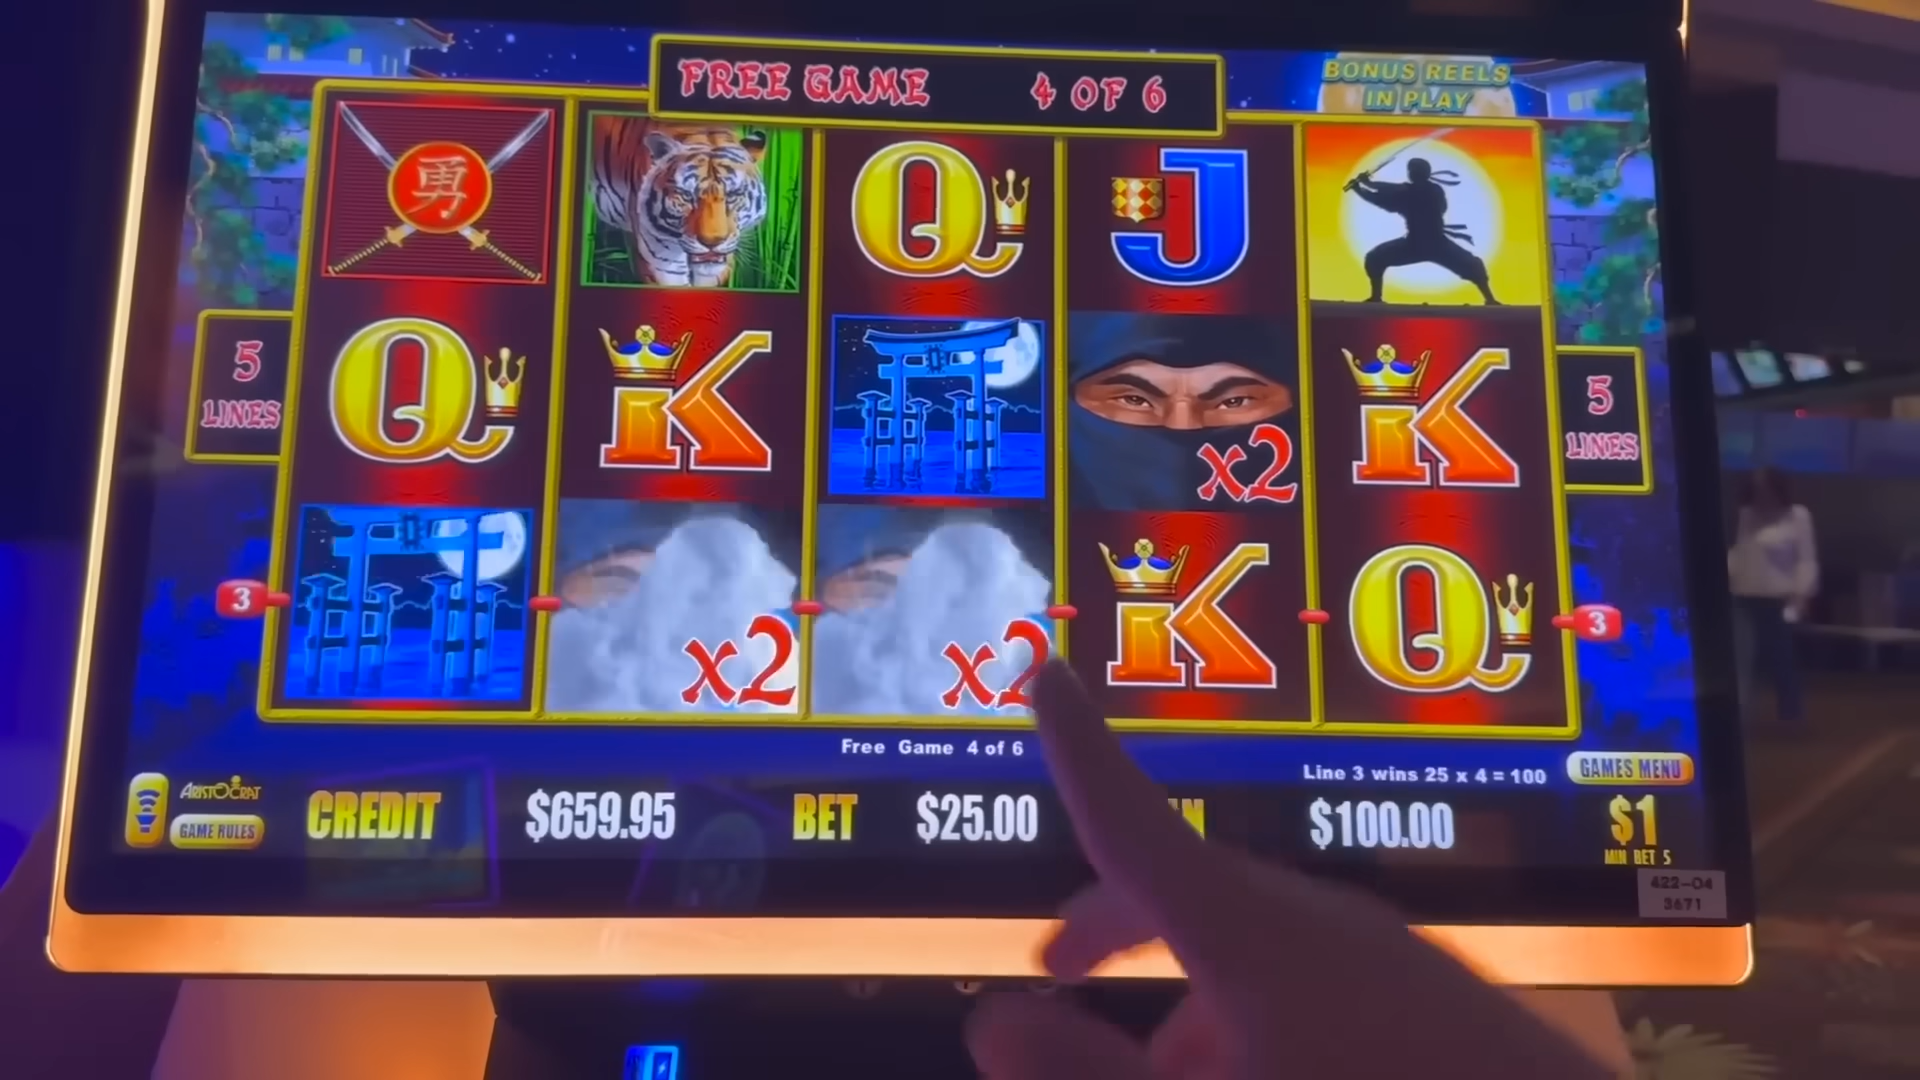 FREE GAME 4 OF 6
BONUS REELS
IN PLAY
勇
Q
J
5
LINES
Q
K
x2
K
5
LINES
3
x2
x2
K
Q
3
Free Game 4 of 6
Line 3 wins 25 x 4 = 100
GAMES MENU
ARISTOCRAT
GAME RULES
CREDIT $659.95 BET $25.00 $100.00 $1
MIN BET 5
422-04
3671